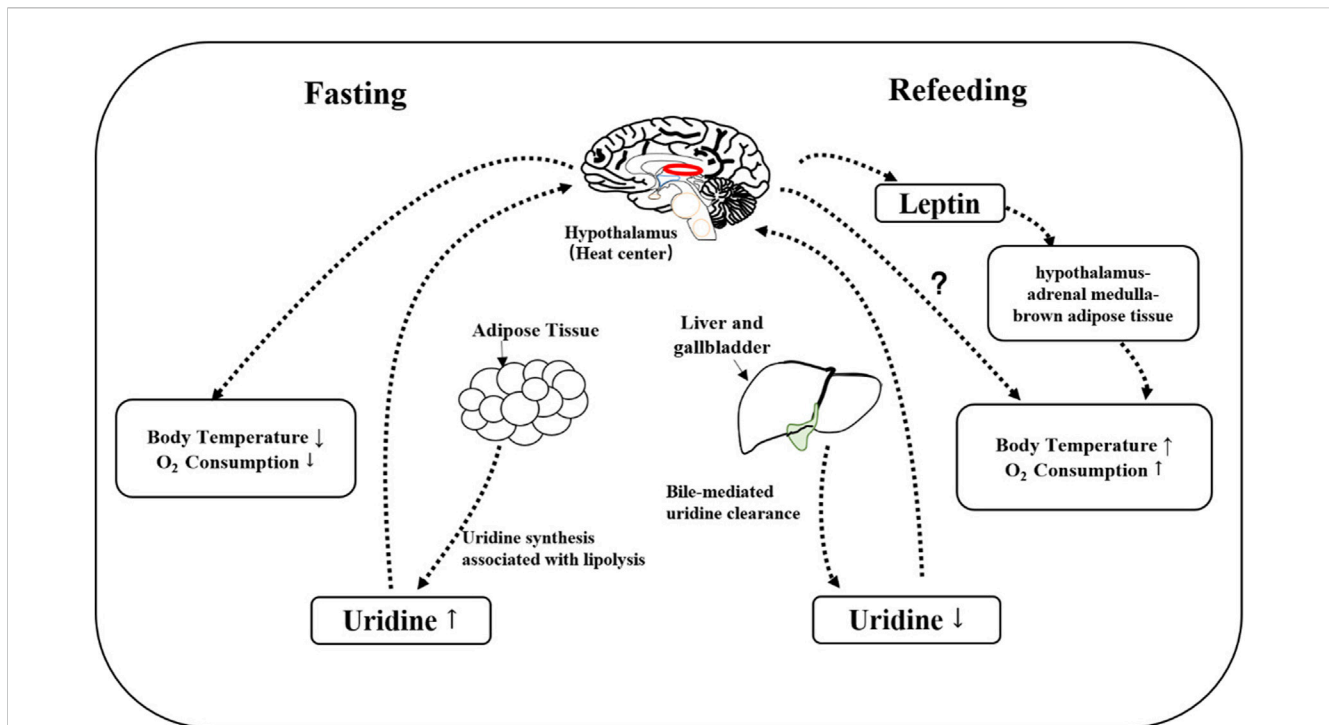 Fasting
Refeeding
Hypothalamus
(Heat center)
Leptin
?
hypothalamus-
adrenal medulla-
brown adipose tissue
Adipose Tissue
Liver and
gallbladder
Body Temperature ↓
O₂ Consumption ↓
Body Temperature ↑
O₂ Consumption ↑
Uridine synthesis
associated with lipolysis
Bile-mediated
uridine clearance
Uridine ↑
Uridine ↓